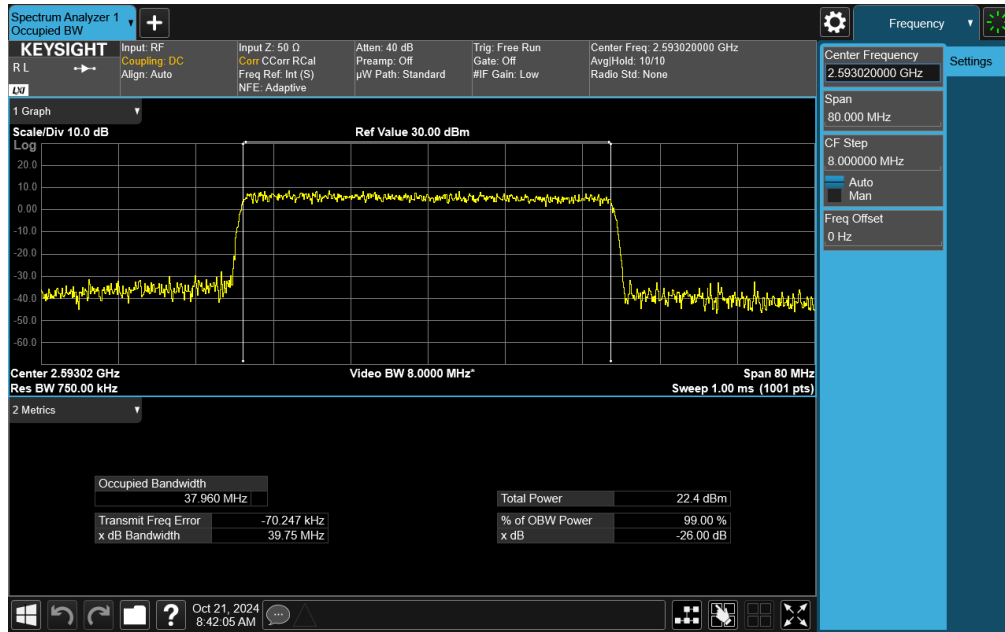 Spectrum Analyzer 1
Occupied BW
Frequency
KEYSIGHT
R L
LXI
Input: RF
Coupling: DC
Align: Auto
Input Z: 50 Ω
Corr CCorr RCal
Freq Ref: Int (S)
NFE: Adaptive
Atten: 40 dB
Preamp: Off
µW Path: Standard
Trig: Free Run
Gate: Off
#IF Gain: Low
Center Freq: 2.593020000 GHz
Avg|Hold: 10/10
Radio Std: None
Center Frequency
2.593020000 GHz
Settings
Span
80.000 MHz
CF Step
8.000000 MHz
Auto
Man
Freq Offset
0 Hz
1 Graph
Scale/Div 10.0 dB
Ref Value 30.00 dBm
Log
20.0
10.0
0.00
-10.0
-20.0
-30.0
-40.0
-50.0
-60.0
Center 2.59302 GHz
Video BW 8.0000 MHz*
Span 80 MHz
Res BW 750.00 kHz
Sweep 1.00 ms (1001 pts)
2 Metrics
Occupied Bandwidth
37.960 MHz
Total Power 22.4 dBm
Transmit Freq Error -70.247 kHz
% of OBW Power 99.00 %
x dB Bandwidth 39.75 MHz
x dB -26.00 dB
?
Oct 21, 2024
8:42:05 AM